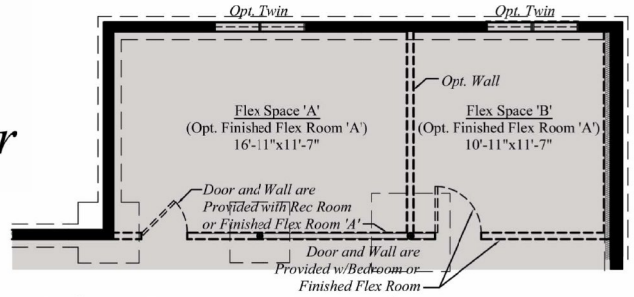 Opt. Twin
Opt. Twin
Opt. Wall
Flex Space 'A'
(Opt. Finished Flex Room 'A')
16'-11"x11'-7"
Flex Space 'B'
(Opt. Finished Flex Room 'A')
10'-11"x11'-7"
r
Door and Wall are
Provided with Rec Room
or Finished Flex Room 'A'
Door and Wall are
Provided w/Bedroom or
Finished Flex Room